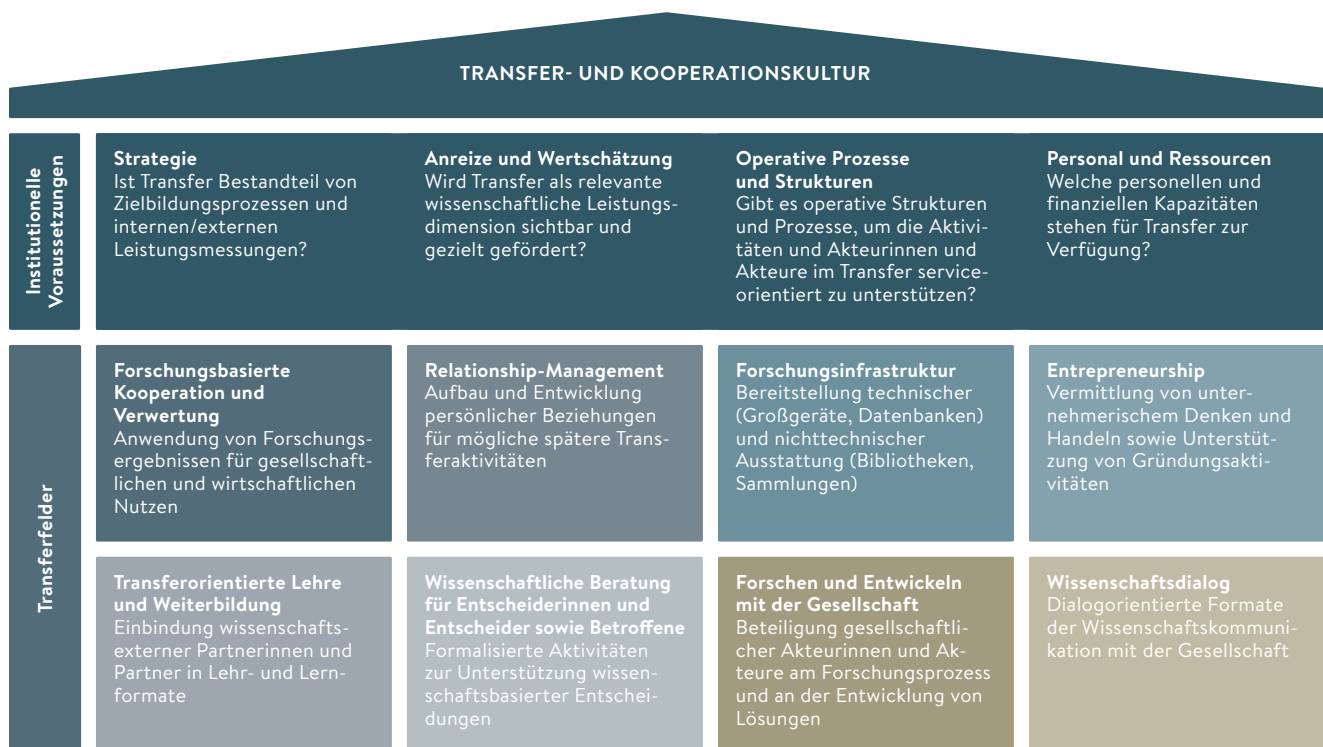 TRANSFER- UND KOOPERATIONSKULTUR
Institutionelle
Voraussetzungen
Strategie
Ist Transfer Bestandteil von
Zielbildungsprozessen und
internen/externen
Leistungsmessungen?
Anreize und Wertschätzung
Wird Transfer als relevante
wissenschaftliche Leistungs-
dimension sichtbar und
gezielt gefördert?
Operative Prozesse
und Strukturen
Gibt es operative Strukturen
und Prozesse, um die Aktivi-
täten und Akteurinnen und
Akteure im Transfer service-
orientiert zu unterstützen?
Personal und Ressourcen
Welche personellen und
finanziellen Kapazitäten
stehen für Transfer zur
Verfügung?
Transferfelder
Forschungsbasierte
Kooperation und
Verwertung
Anwendung von Forschungs-
ergebnissen für gesellschaft-
lichen und wirtschaftlichen
Nutzen
Relationship-Management
Aufbau und Entwicklung
persönlicher Beziehungen
für mögliche spätere Trans-
feraktivitäten
Forschungsinfrastruktur
Bereitstellung technischer
(Großgeräte, Datenbanken)
und nichttechnischer
Ausstattung (Bibliotheken,
Sammlungen)
Entrepreneurship
Vermittlung von unter-
nehmerischem Denken und
Handeln sowie Unterstüt-
zung von Gründungsakti-
vitäten
Transferorientierte Lehre
und Weiterbildung
Einbindung wissenschafts-
externer Partnerinnen und
Partner in Lehr- und Lern-
formate
Wissenschaftliche Beratung
für Entscheiderinnen und
Entscheider sowie Betroffene
Formalisierte Aktivitäten
zur Unterstützung wissen-
schaftsbasierter Entschei-
dungen
Forschen und Entwickeln
mit der Gesellschaft
Beteiligung gesellschaftli-
cher Akteurinnen und Ak-
teure am Forschungsprozess
und an der Entwicklung von
Lösungen
Wissenschaftsdialog
Dialogorientierte Formate
der Wissenschaftskommuni-
kation mit der Gesellschaft